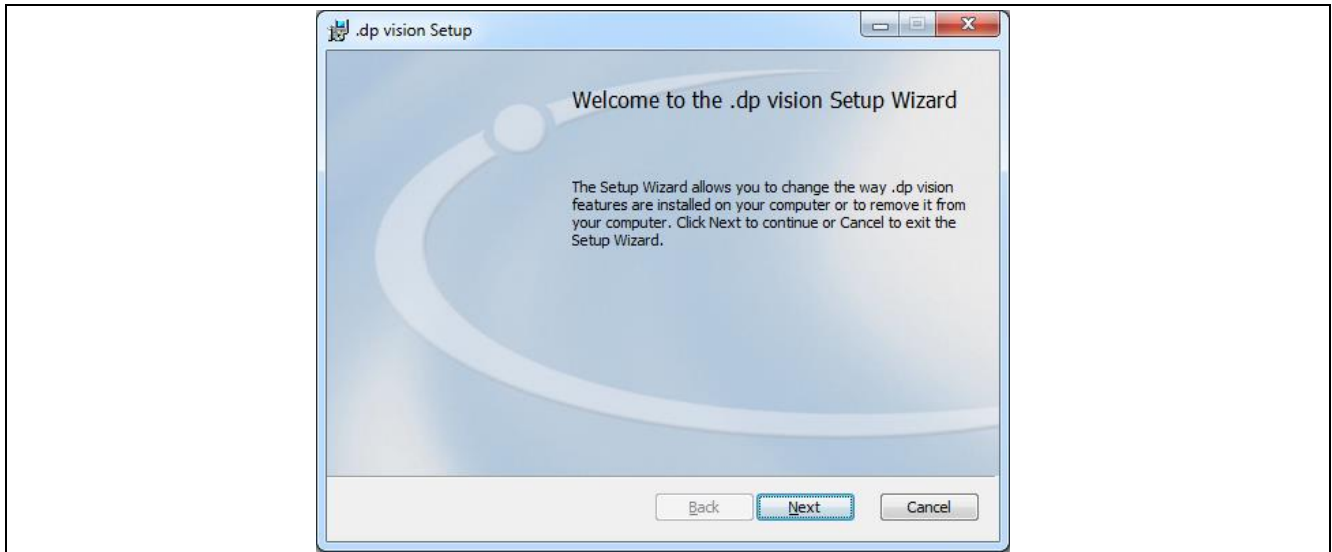 .dp vision Setup
Welcome to the .dp vision Setup Wizard
The Setup Wizard allows you to change the way .dp vision
features are installed on your computer or to remove it from
your computer. Click Next to continue or Cancel to exit the
Setup Wizard.
Back Next Cancel